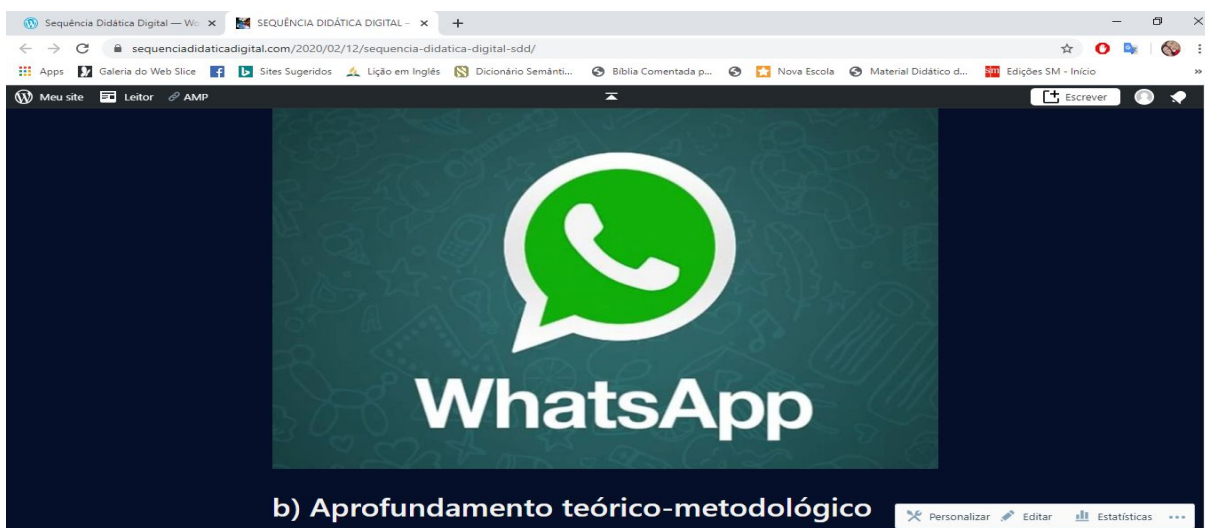 Sequência Didática Digital — Wo
SEQUÊNCIA DIDÁTICA DIGITAL –
sequenciadidaticadigital.com/2020/02/12/sequencia-didatica-digital-sdd/
Apps Galeria do Web Slice Sites Sugeridos Lição em Inglês Dicionário Semânti... Bíblia Comentada p... Nova Escola Material Didático d... sm Edições SM - Início »
Meu site Leitor AMP Escrever
WhatsApp
b) Aprofundamento teórico-metodológico
Personalizar Editar Estatísticas ...